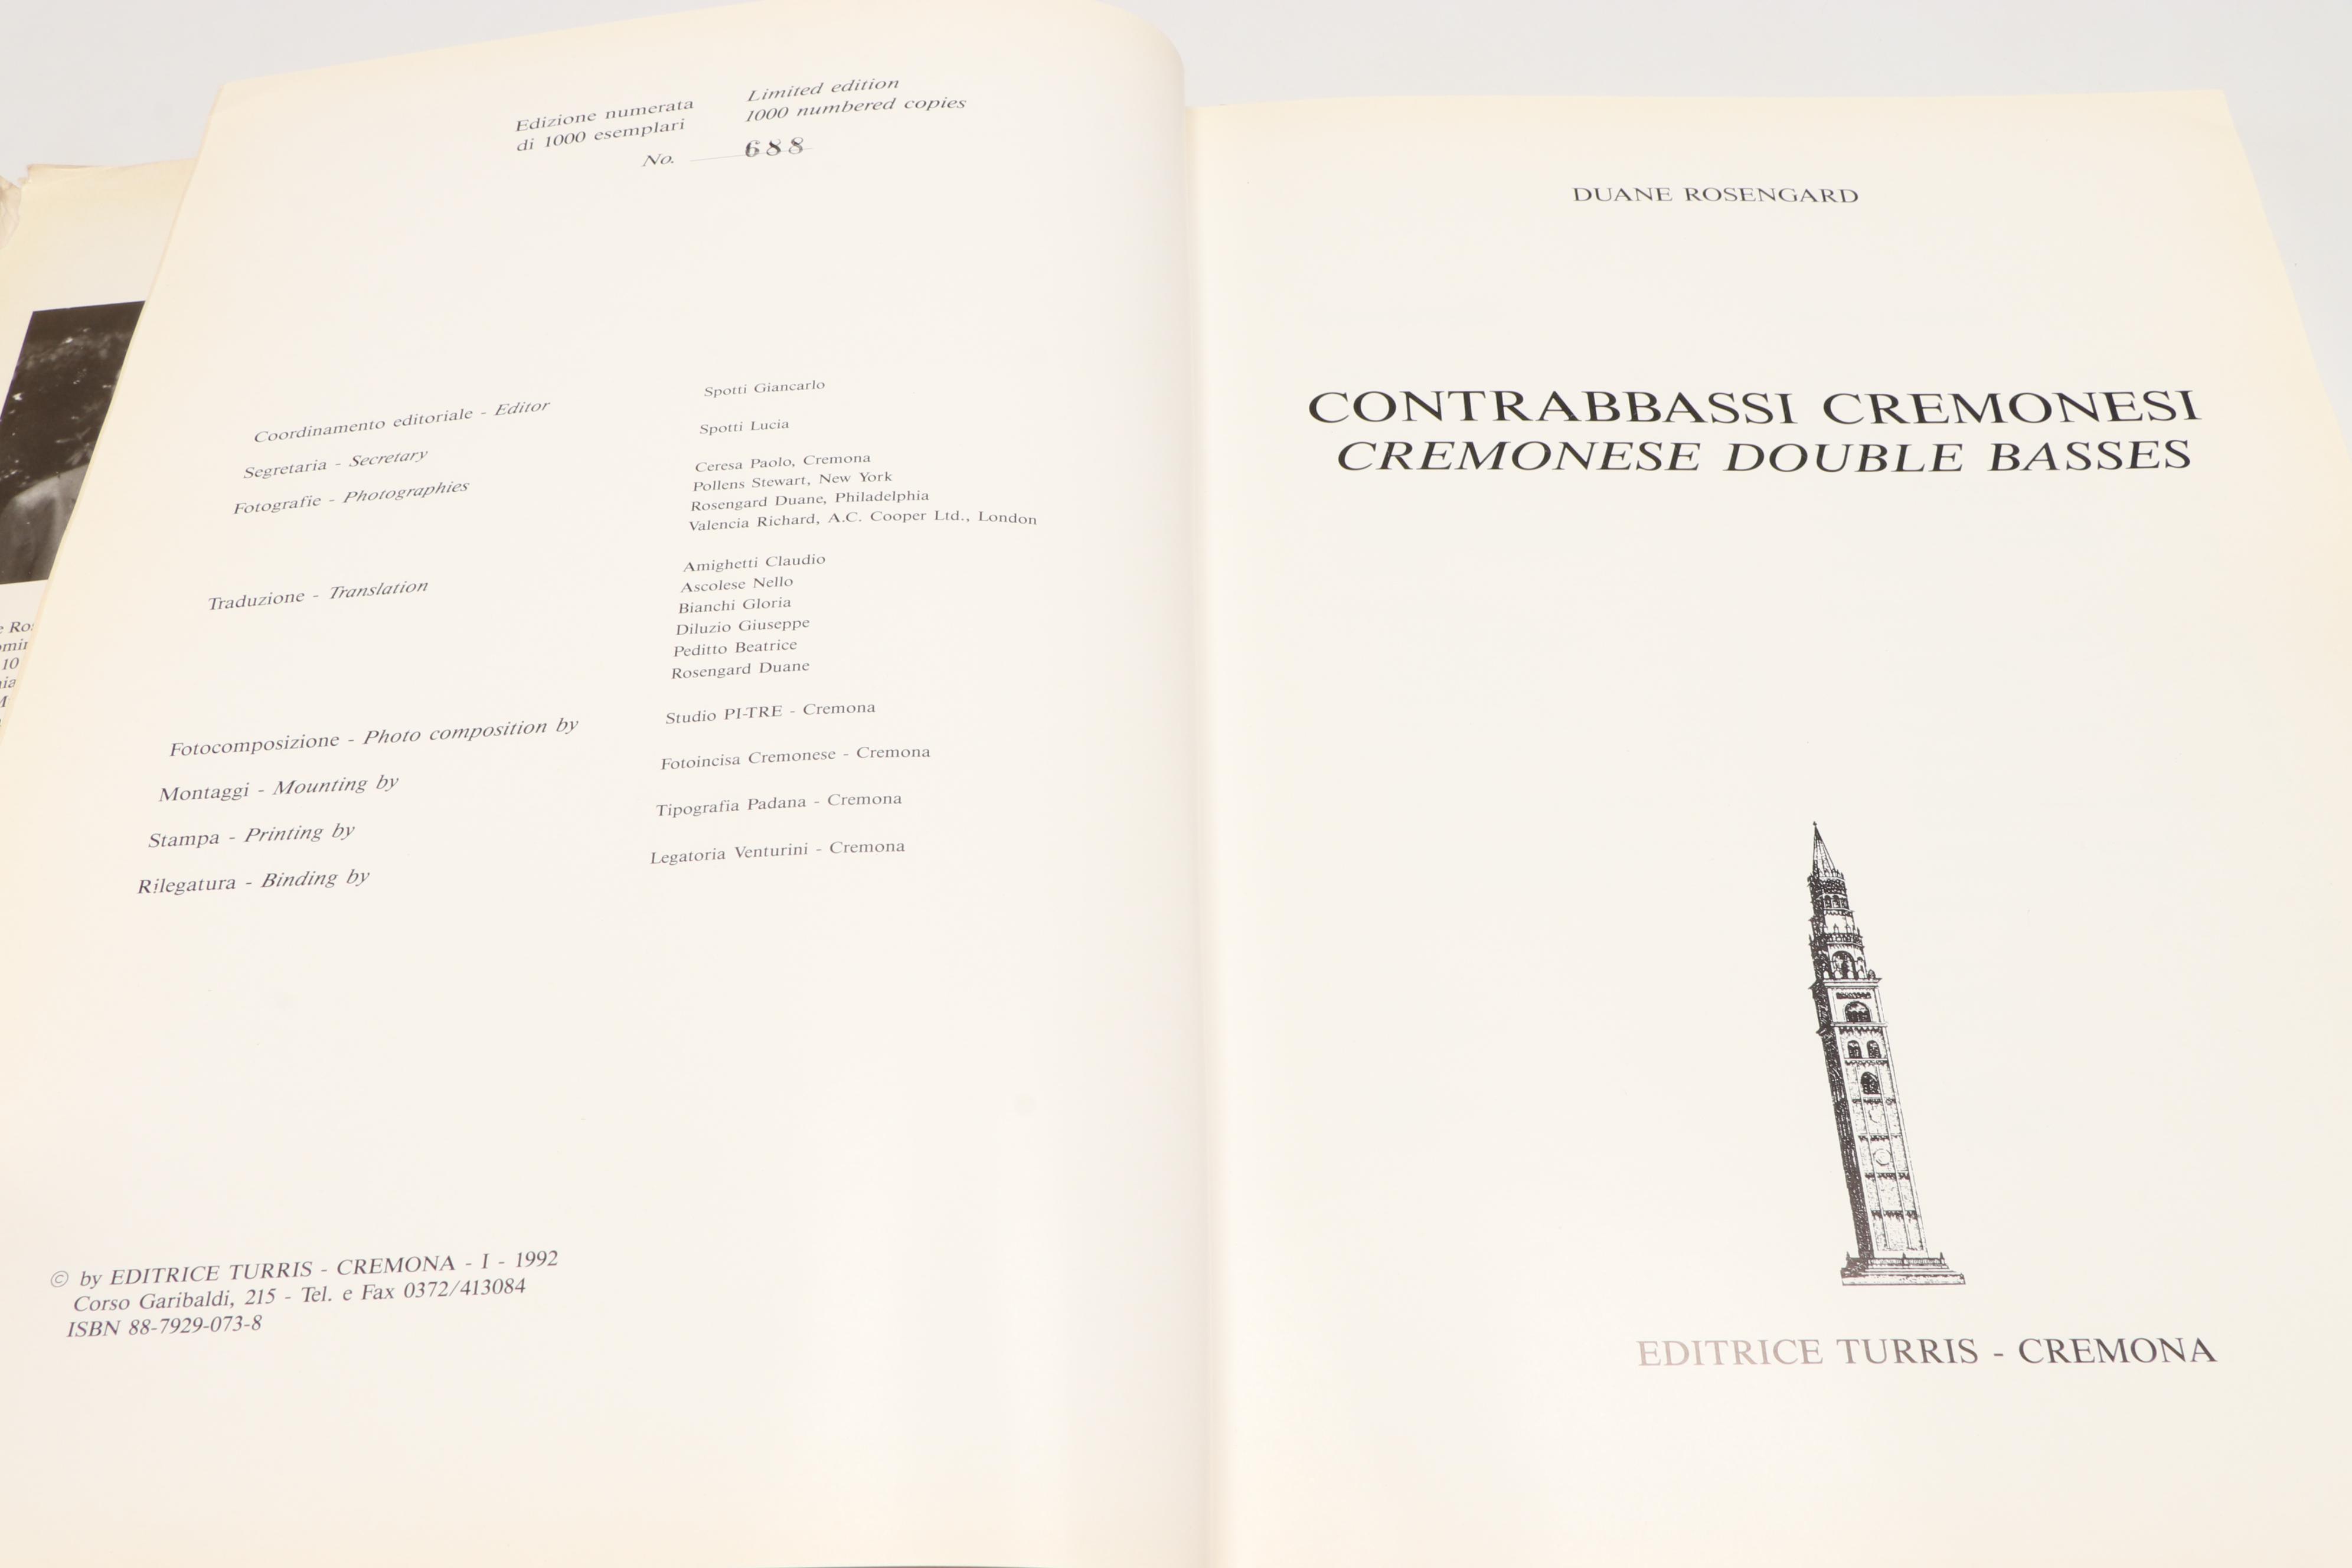 Edizione numerata
di 1000 esemplari
Limited edition
1000 numbered copies
No. 688
Coordinamento editoriale - Editor
Spotti Giancarlo
Segretaria - Secretary
Spotti Lucia
Fotografie - Photographies
Ceresa Paolo, Cremona
Pollens Stewart, New York
Rosengard Duane, Philadelphia
Valencia Richard, A.C. Cooper Ltd., London
Traduzione - Translation
Amighetti Claudio
Ascolese Nello
Bianchi Gloria
Diluzio Giuseppe
Peditto Beatrice
Rosengard Duane
Fotocomposizione - Photo composition by
Studio PI-TRE - Cremona
Montaggi - Mounting by
Fotoincisa Cremonese - Cremona
Stampa - Printing by
Tipografia Padana - Cremona
Rilegatura - Binding by
Legatoria Venturini - Cremona
© by EDITRICE TURRIS - CREMONA - I - 1992
Corso Garibaldi, 215 - Tel. e Fax 0372/413084
ISBN 88-7929-073-8
DUANE ROSENGARD
CONTRABBASSI CREMONESI
CREMONESE DOUBLE BASSES
EDITRICE TURRIS - CREMONA